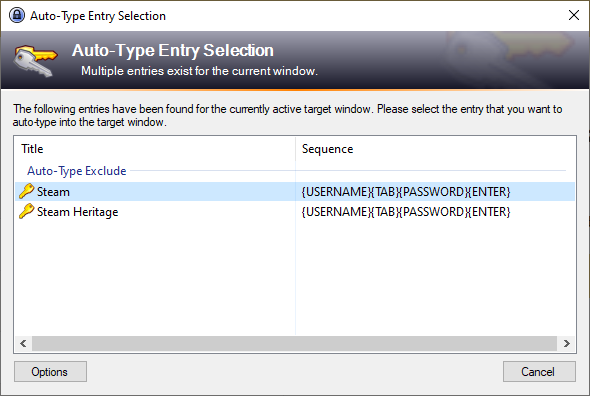 Auto-Type Entry Selection
Auto-Type Entry Selection
Multiple entries exist for the current window.
The following entries have been found for the currently active target window. Please select the entry that you want to
auto-type into the target window.
Title Sequence
Auto-Type Exclude
Steam {USERNAME}{TAB}{PASSWORD}{ENTER}
Steam Heritage {USERNAME}{TAB}{PASSWORD}{ENTER}
Options Cancel